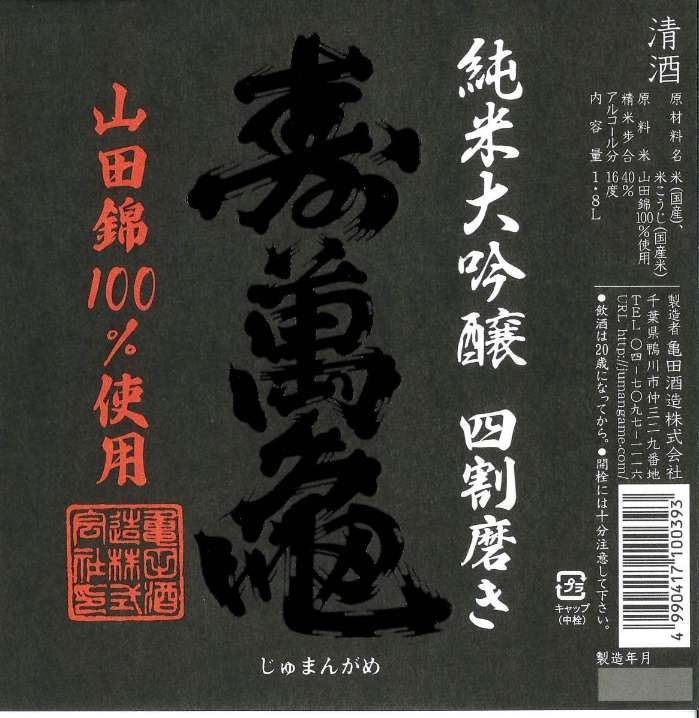 清酒
原材料名 米(国産)、
米こうじ(国産米)
原料米 山田錦100%使用
精米歩合 40%
アルコール分 16度
内容量 1.8L
製造者 亀田酒造株式会社
千葉県鴨川市仲三二九番地
TEL 〇四-七〇九七-一一一六
URL http://jumangame.com/
●飲酒は20歳になってから。●開栓には十分注意して下さい。
純米大吟醸 四割磨き
壽萬亀
じゅまんがめ
山田錦100%使用
亀田酒
造株式
会社
プラ
キャップ
(中栓)
4 990417 100393
製造年月